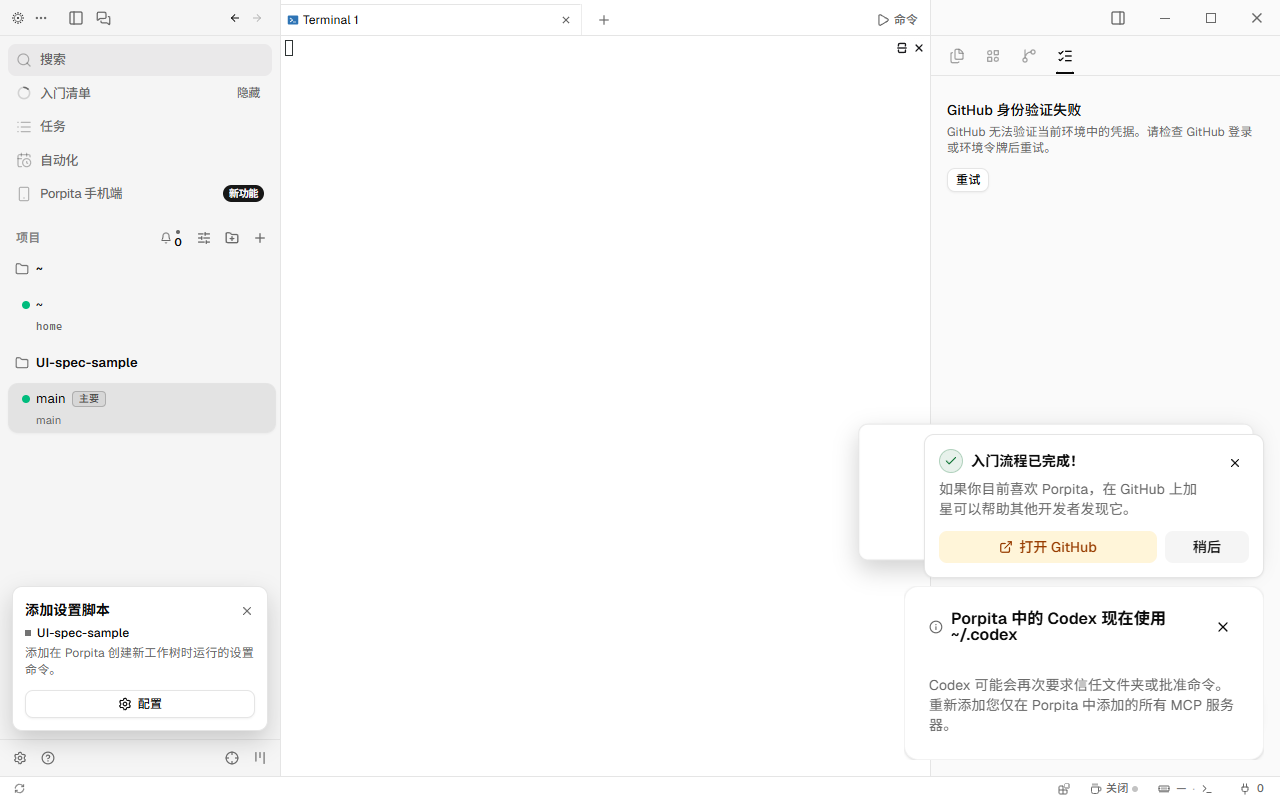 Terminal 1
命令
搜索
入门清单
隐藏
任务
自动化
Porpita 手机端
新功能
项目
0
~
~
home
UI-spec-sample
main
主要
main
添加设置脚本
UI-spec-sample
添加在 Porpita 创建新工作树时运行的设置
命令。
配置
GitHub 身份验证失败
GitHub 无法验证当前环境中的凭据。请检查 GitHub 登录
或环境令牌后重试。
重试
入门流程已完成！
如果你目前喜欢 Porpita，在 GitHub 上加
星可以帮助其他开发者发现它。
打开 GitHub
稍后
Porpita 中的 Codex 现在使用
~/.codex
Codex 可能会再次要求信任文件夹或批准命令。
重新添加您仅在 Porpita 中添加的所有 MCP 服务
器。
关闭
0